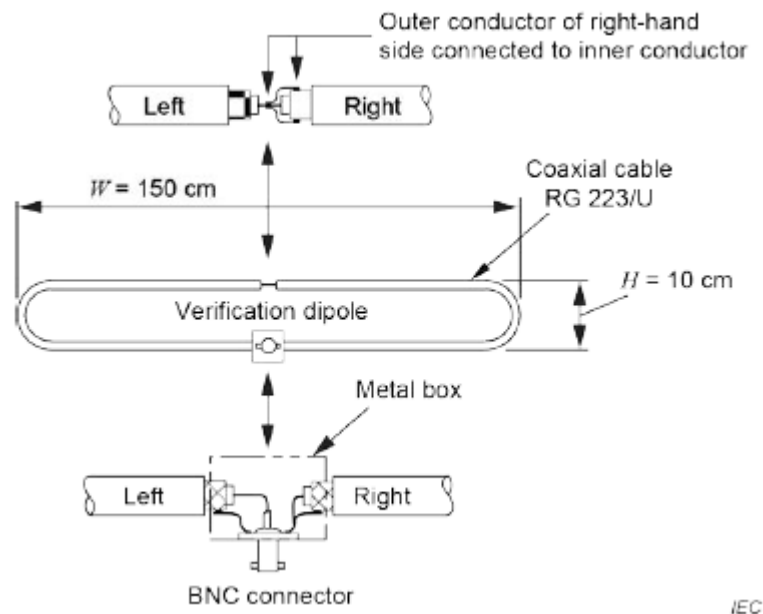 Outer conductor of right-hand
side connected to inner conductor
Left
Right
W = 150 cm
Coaxial cable
RG 223/U
H = 10 cm
Verification dipole
Metal box
Left
Right
BNC connector
IEC